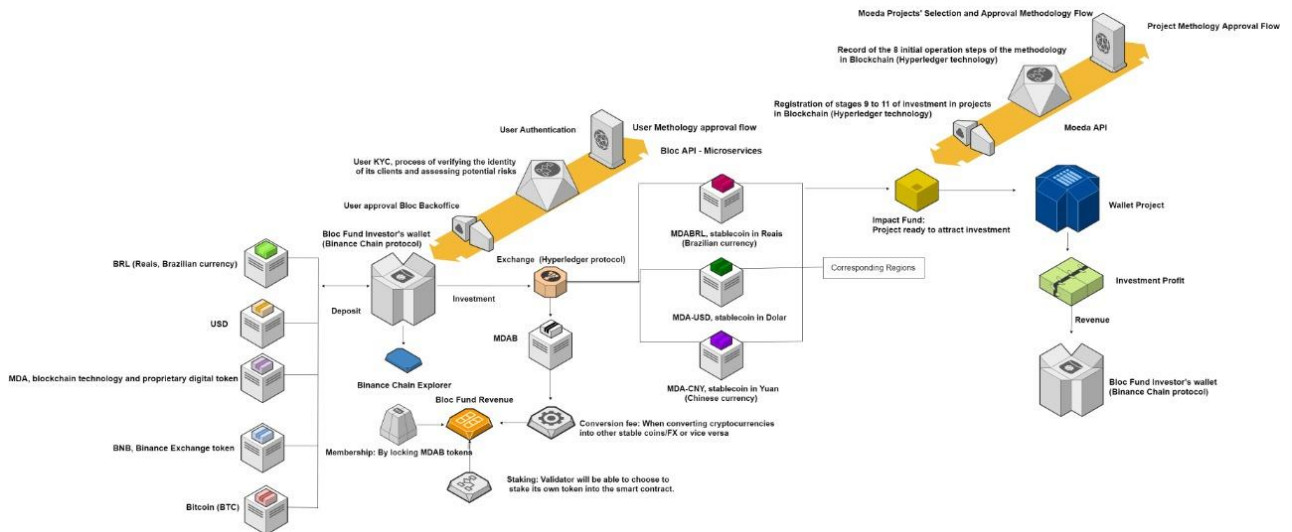 Moeda Projects' Selection and Approval Methodology Flow
Project Methology Approval Flow
Record of the 8 initial operation steps of the methodology
in Blockchain (Hyperledger technology)
Registration of stages 9 to 11 of investment in projects
in Blockchain (Hyperledger technology)
Moeda API
User Authentication
User Methology approval flow
Bloc API - Microservices
User KYC, process of verifying the identity
of its clients and assessing potential risks
User approval Bloc Backoffice
Bloc Fund Investor's wallet
(Binance Chain protocol)
BRL (Reais, Brazilian currency)
USD
MDA, blockchain technology and proprietary digital token
BNB, Binance Exchange token
Bitcoin (BTC)
Deposit
Investment
Exchange (Hyperledger protocol)
MDAB
Binance Chain Explorer
Bloc Fund Revenue
Membership: By locking MDAB tokens
Conversion fee: When converting cryptocurrencies
into other stable coins/FX or vice versa
Staking: Validator will be able to choose to
stake its own token into the smart contract.
MDABRL, stablecoin in Reais
(Brazilian currency)
MDA-USD, stablecoin in Dolar
MDA-CNY, stablecoin in Yuan
(Chinese currency)
Corresponding Regions
Impact Fund:
Project ready to attract investment
Wallet Project
Investment Profit
Revenue
Bloc Fund Investor's wallet
(Binance Chain protocol)